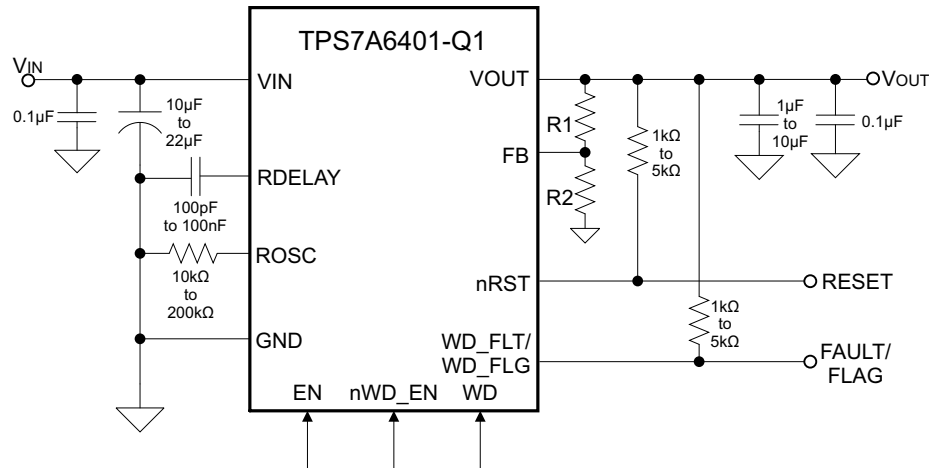 TPS7A6401-Q1
VIN
VIN
VOUT
VOUT
0.1µF
10µF
to
22µF
R1
1kΩ
to
5kΩ
1µF
to
10µF
0.1µF
FB
RDELAY
R2
100pF
to 100nF
ROSC
10kΩ
to
200kΩ
nRST
RESET
1kΩ
to
5kΩ
GND
WD_FLT/
WD_FLG
FAULT/
FLAG
EN
nWD_EN
WD